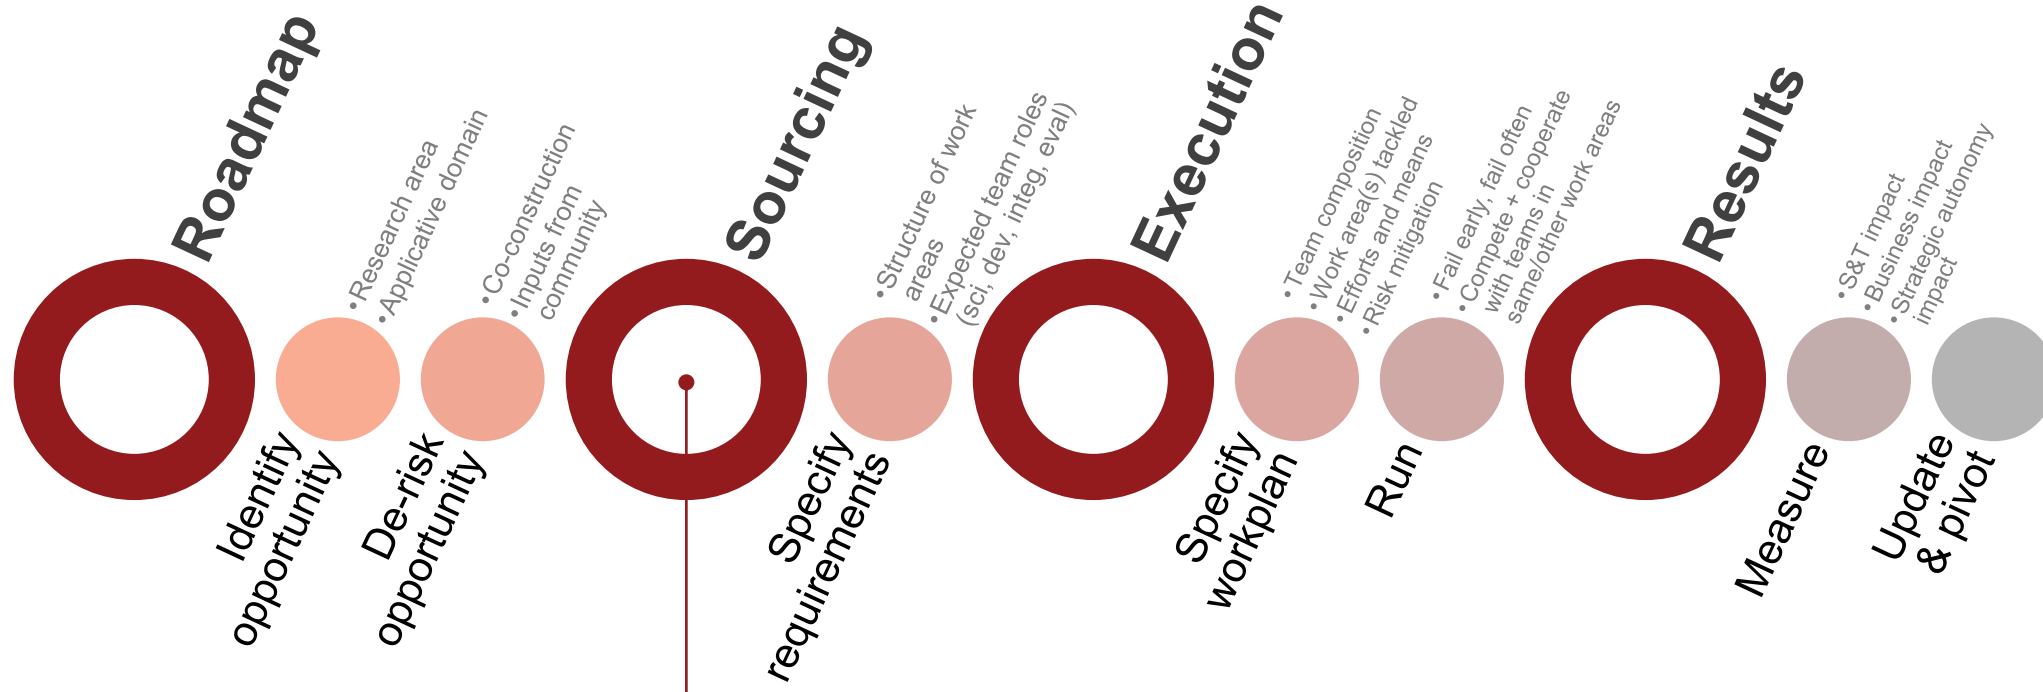 Roadmap
Identify
opportunity
• Research area
• Applicative domain
De-risk
opportunity
• Co-construction
• Inputs from
community
Sourcing
Specify
requirements
• Structure of work
areas
• Expected team roles
(sci, dev, integ, eval)
Execution
Specify
workplan
• Team composition
• Work area(s) tackled
• Efforts and means
• Risk mitigation
Run
• Fail early, fail often
• Compete + cooperate
with teams in
same/other work areas
Results
Measure
• S&T impact
• Business impact
• Strategic autonomy
impact
Update
& pivot